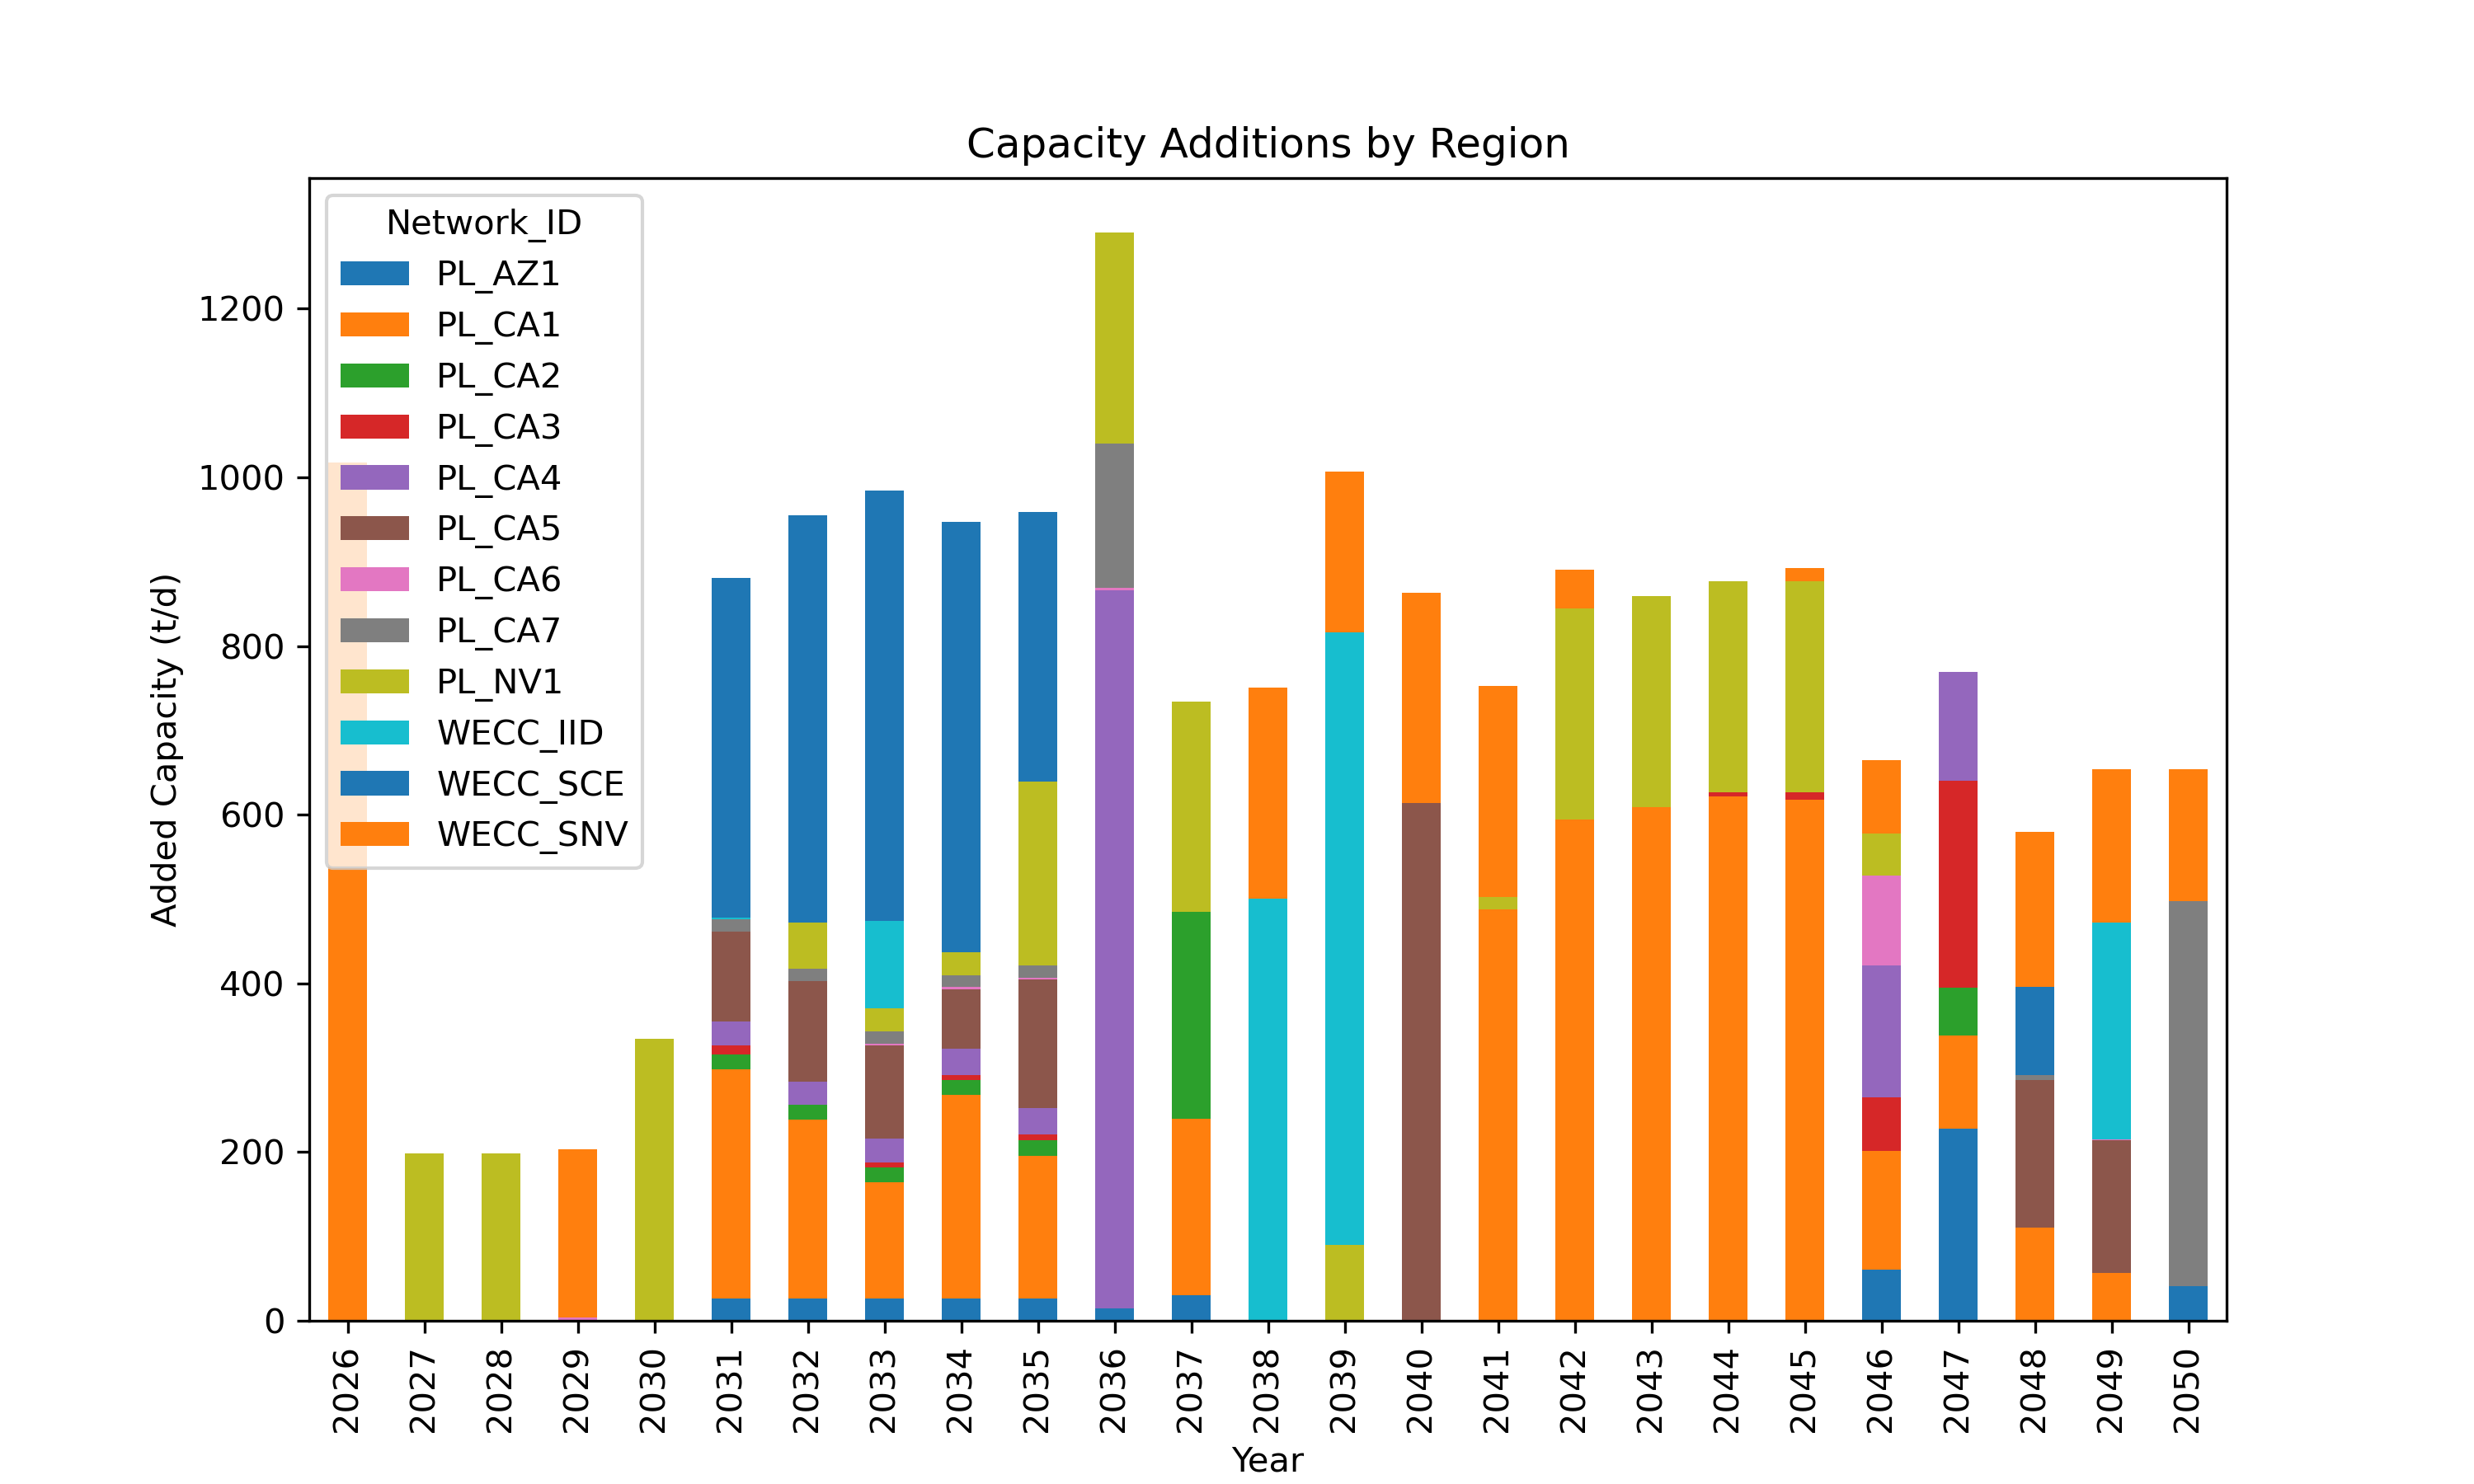 Capacity Additions by Region
Network_ID
PL_AZ1
PL_CA1
PL_CA2
PL_CA3
PL_CA4
PL_CA5
PL_CA6
PL_CA7
PL_NV1
WECC_IID
WECC_SCE
WECC_SNV
Added Capacity (t/d)
1200
1000
800
600
400
200
0
2026
2027
2028
2029
2030
2031
2032
2033
2034
2035
2036
2037
2038
2039
2040
2041
2042
2043
2044
2045
2046
2047
2048
2049
2050
Year